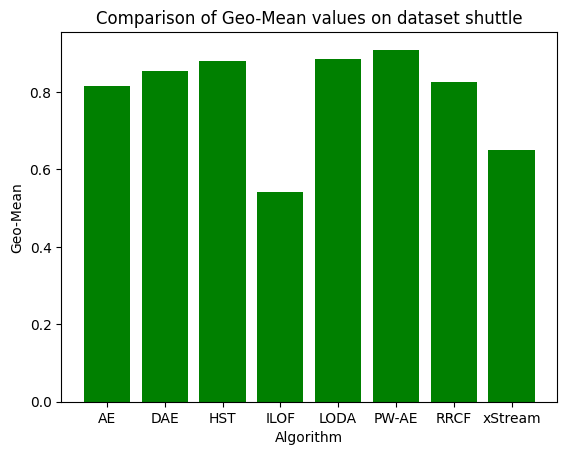 Comparison of Geo-Mean values on dataset shuttle
Geo-Mean
0.8
0.6
0.4
0.2
0.0
AE DAE HST ILOF LODA PW-AE RRCF xStream
Algorithm